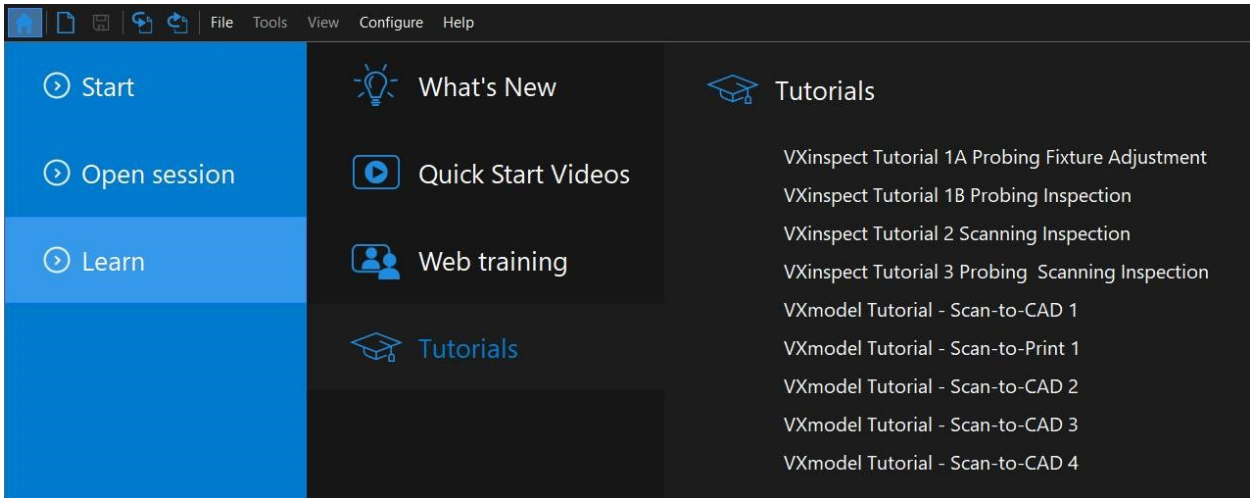 File Tools View Configure Help
Start
Open session
Learn
What's New
Quick Start Videos
Web training
Tutorials
Tutorials
VXinspect Tutorial 1A Probing Fixture Adjustment
VXinspect Tutorial 1B Probing Inspection
VXinspect Tutorial 2 Scanning Inspection
VXinspect Tutorial 3 Probing  Scanning Inspection
VXmodel Tutorial - Scan-to-CAD 1
VXmodel Tutorial - Scan-to-Print 1
VXmodel Tutorial - Scan-to-CAD 2
VXmodel Tutorial - Scan-to-CAD 3
VXmodel Tutorial - Scan-to-CAD 4